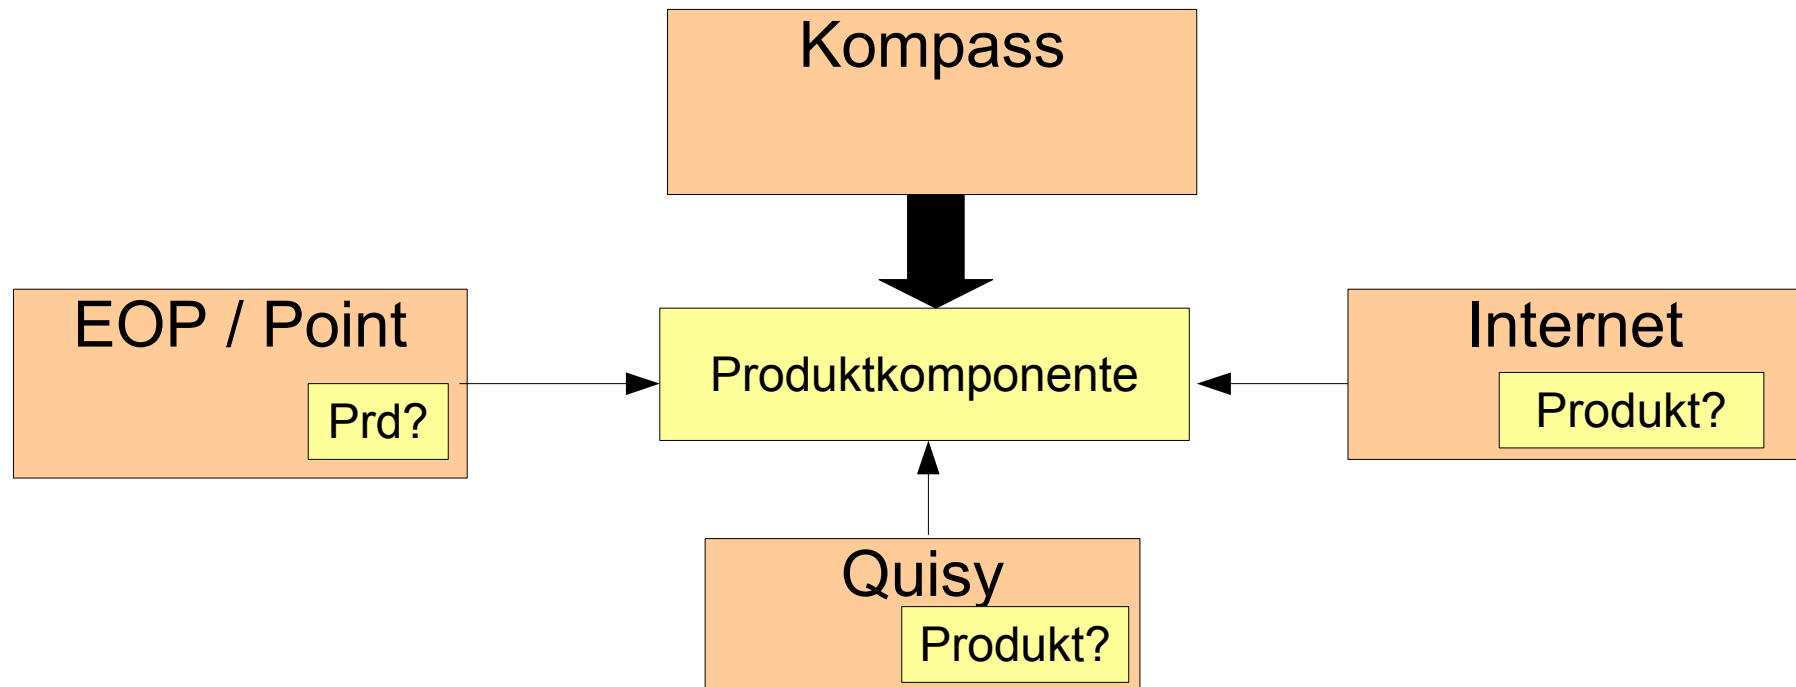 Kompass
EOP / Point
Prd?
Produktkomponente
Internet
Produkt?
Quisy
Produkt?